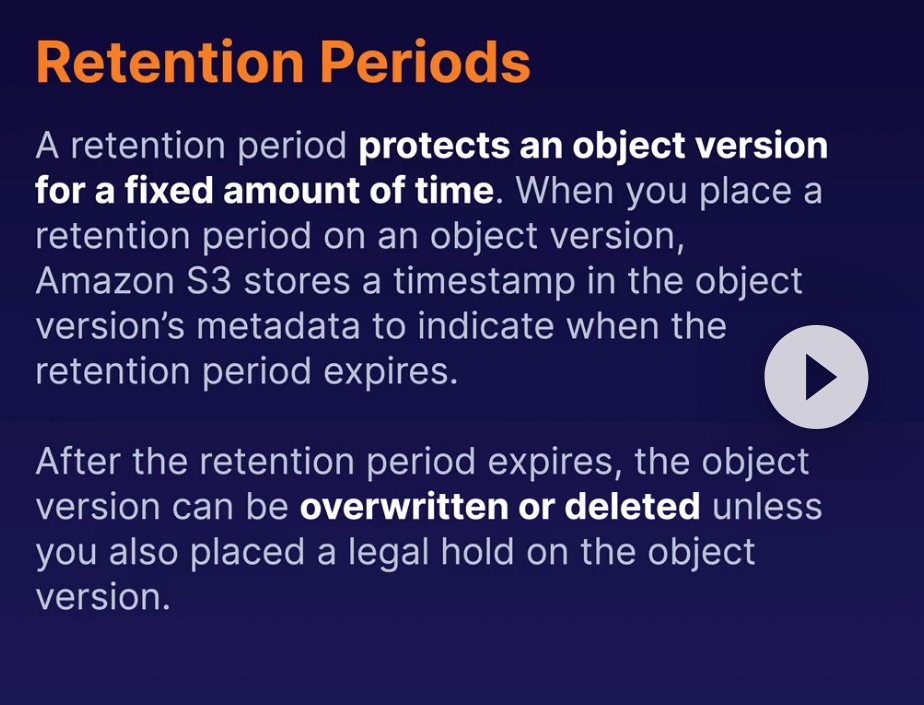 Retention Periods
A retention period protects an object version
for a fixed amount of time. When you place a
retention period on an object version,
Amazon S3 stores a timestamp in the object
version’s metadata to indicate when the
retention period expires.
After the retention period expires, the object
version can be overwritten or deleted unless
you also placed a legal hold on the object
version.